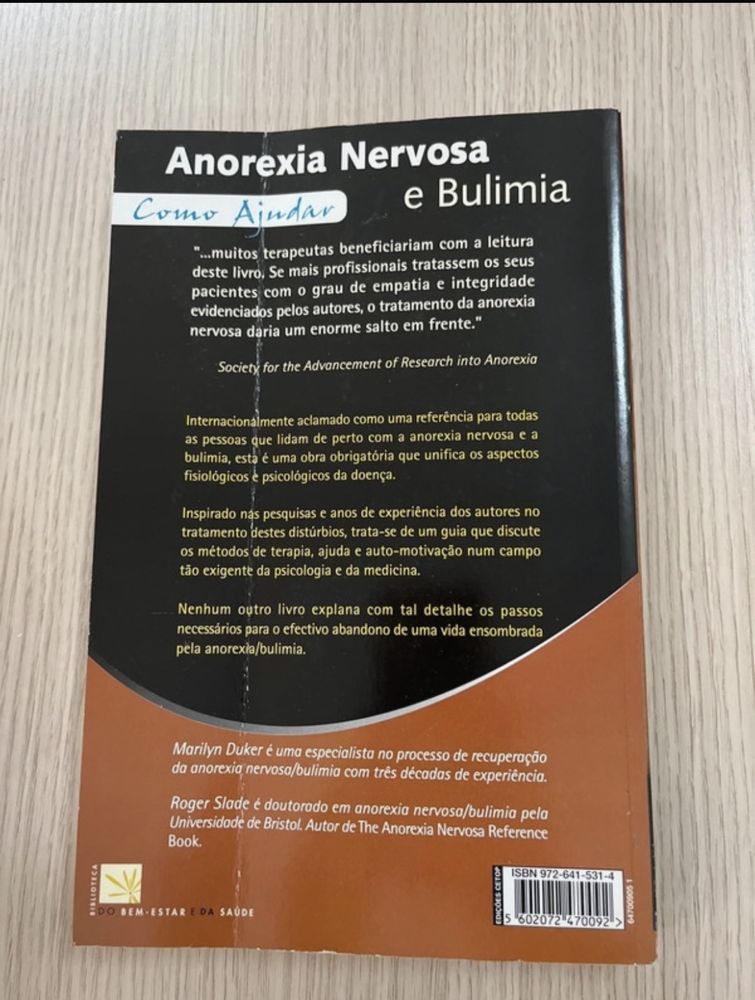 Anorexia Nervosa
e Bulimia
Como Ajudar
"...muitos terapeutas beneficiariam com a leitura
deste livro. Se mais profissionais tratassem os seus
pacientes com o grau de empatia e integridade
evidenciados pelos autores, o tratamento da anorexia
nervosa daria um enorme salto em frente."
Society for the Advancement of Research into Anorexia
Internacionalmente aclamado como uma referência para todas
as pessoas que lidam de perto com a anorexia nervosa e a
bulimia, esta é uma obra obrigatória que unifica os aspectos
fisiológicos e psicológicos da doença.
Inspirado nas pesquisas e anos de experiência dos autores no
tratamento destes distúrbios, trata-se de um guia que discute
os métodos de terapia, ajuda e auto-motivação num campo
tão exigente da psicologia e da medicina.
Nenhum outro livro explana com tal detalhe os passos
necessários para o efectivo abandono de uma vida ensombrada
pela anorexia/bulimia.
Marilyn Duker é uma especialista no processo de recuperação
da anorexia nervosa/bulimia com três décadas de experiência.
Roger Slade é doutorado em anorexia nervosa/bulimia pela
Universidade de Bristol. Autor de The Anorexia Nervosa Reference
Book.
BIBLIOTECA
DO BEM-ESTAR E DA SAÚDE
EDIÇÕES CETOP
ISBN 972-641-531-4
5 602072 470092 >
64700905 1